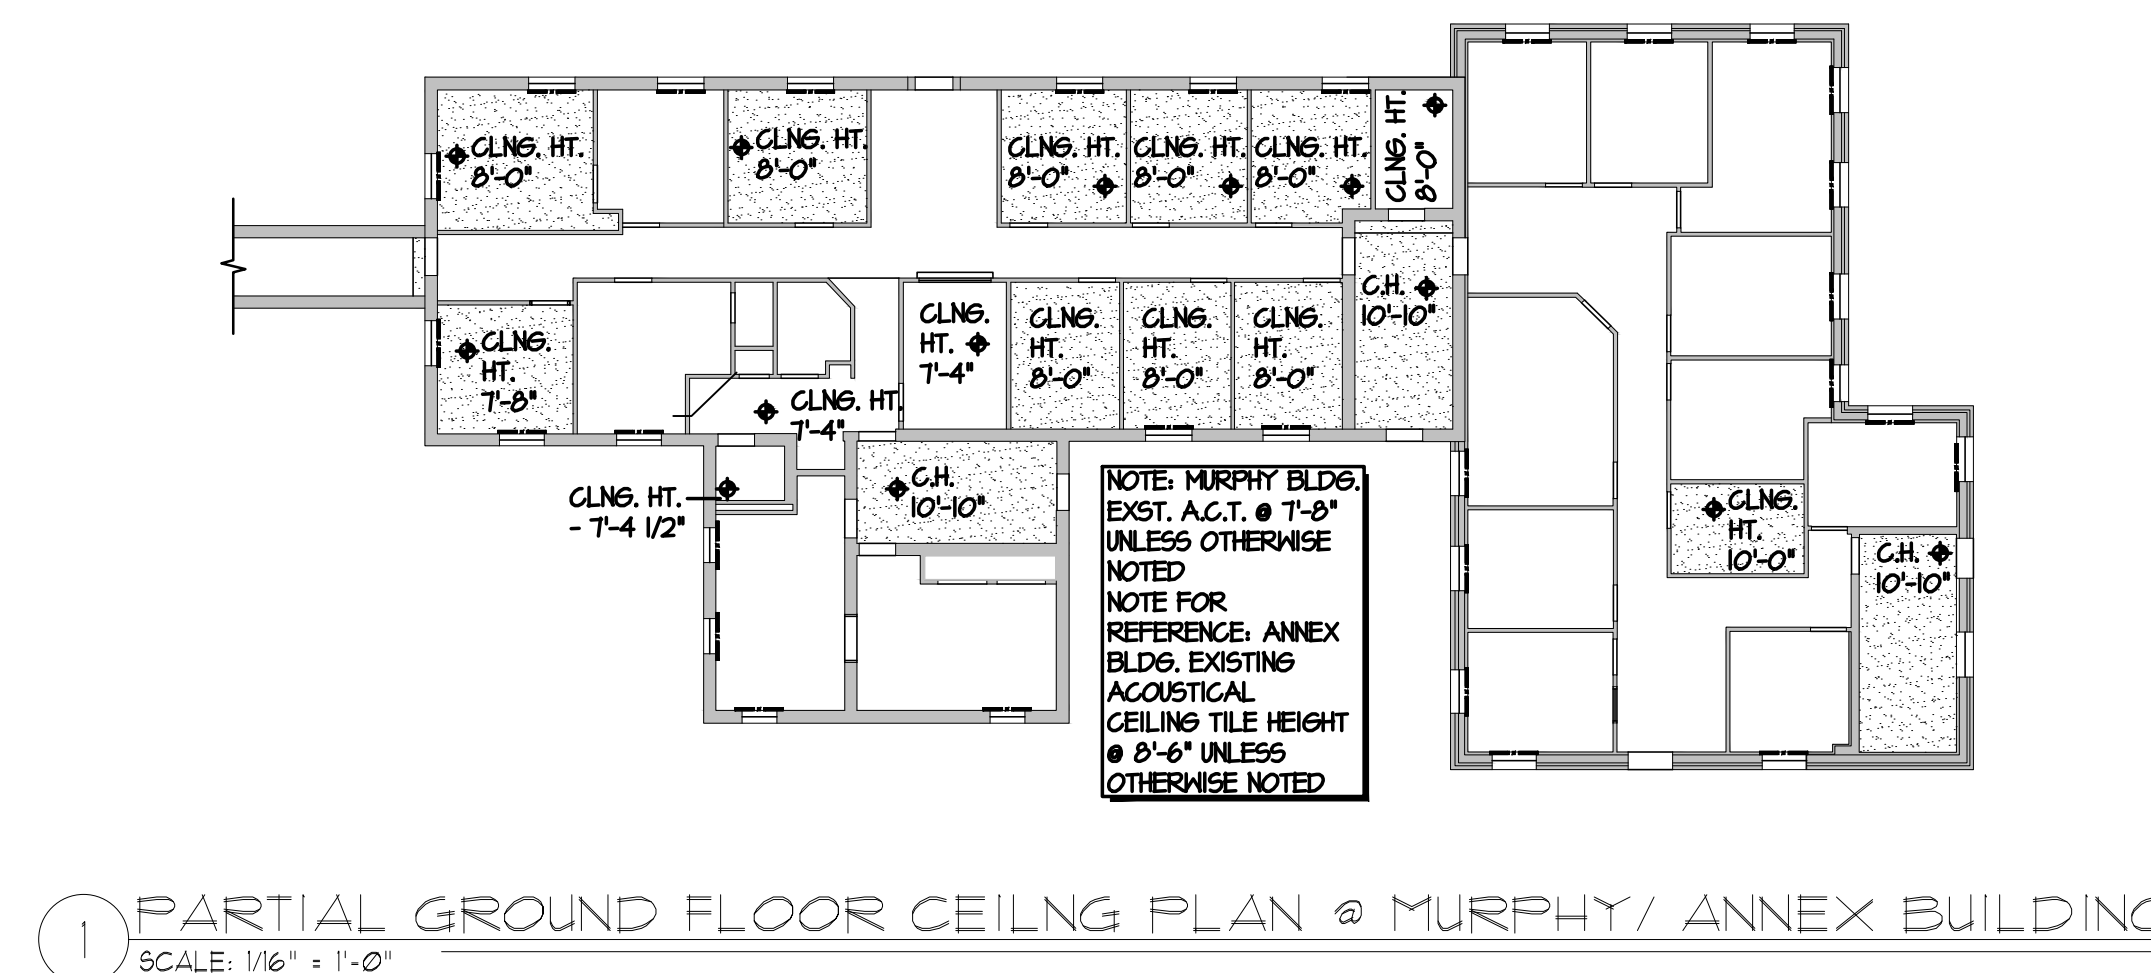 CLNG. HT.
8'-0"
CLNG. HT.
8'-0"
CLNG. HT.
8'-0"
CLNG. HT.
8'-0"
CLNG. HT.
8'-0"
CLNG. HT.
8'-0"
C.H.
10'-10"
CLNG.
HT.
7'-8"
CLNG. HT.
7'-4"
CLNG.
HT.
7'-4"
CLNG.
HT.
8'-0"
CLNG.
HT.
8'-0"
CLNG.
HT.
8'-0"
CLNG. HT.
- 7'-4 1/2"
C.H.
10'-10"
NOTE: MURPHY BLDG.
EXST. A.C.T. @ 7'-8"
UNLESS OTHERWISE
NOTED
NOTE FOR
REFERENCE: ANNEX
BLDG. EXISTING
ACOUSTICAL
CEILING TILE HEIGHT
@ 8'-6" UNLESS
OTHERWISE NOTED
CLNG.
HT.
10'-0"
C.H.
10'-10"
1
PARTIAL GROUND FLOOR CEILNG PLAN @ MURPHY/ ANNEX BUILDING
SCALE: 1/16" = 1'-0"